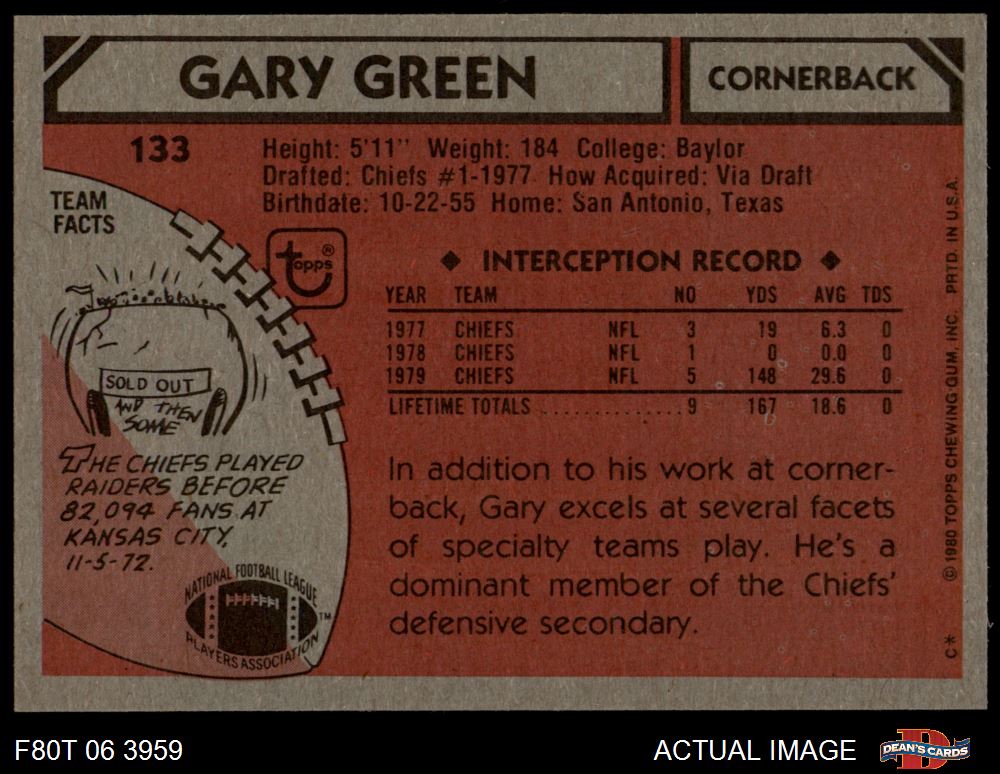 GARY GREEN
CORNERBACK
133
Height: 5'11" Weight: 184 College: Baylor
Drafted: Chiefs #1-1977 How Acquired: Via Draft
Birthdate: 10-22-55 Home: San Antonio, Texas
TEAM
FACTS
topps®
SOLD OUT
AND THEN
SOME
THE CHIEFS PLAYED
RAIDERS BEFORE
82,094 FANS AT
KANSAS CITY,
11-5-72.
NATIONAL FOOTBALL LEAGUE
PLAYERS ASSOCIATION
TM
◆ INTERCEPTION RECORD ◆
YEAR TEAM NO YDS AVG TDS
1977 CHIEFS NFL 3 19 6.3 0
1978 CHIEFS NFL 1 0 0.0 0
1979 CHIEFS NFL 5 148 29.6 0
LIFETIME TOTALS ............. 9 167 18.6 0
In addition to his work at corner-
back, Gary excels at several facets
of specialty teams play. He's a
dominant member of the Chiefs'
defensive secondary.
© 1980 TOPPS CHEWING GUM, INC. PRTD. IN U.S.A.
C*
F80T 06 3959
ACTUAL IMAGE
D
DEAN'S CARDS